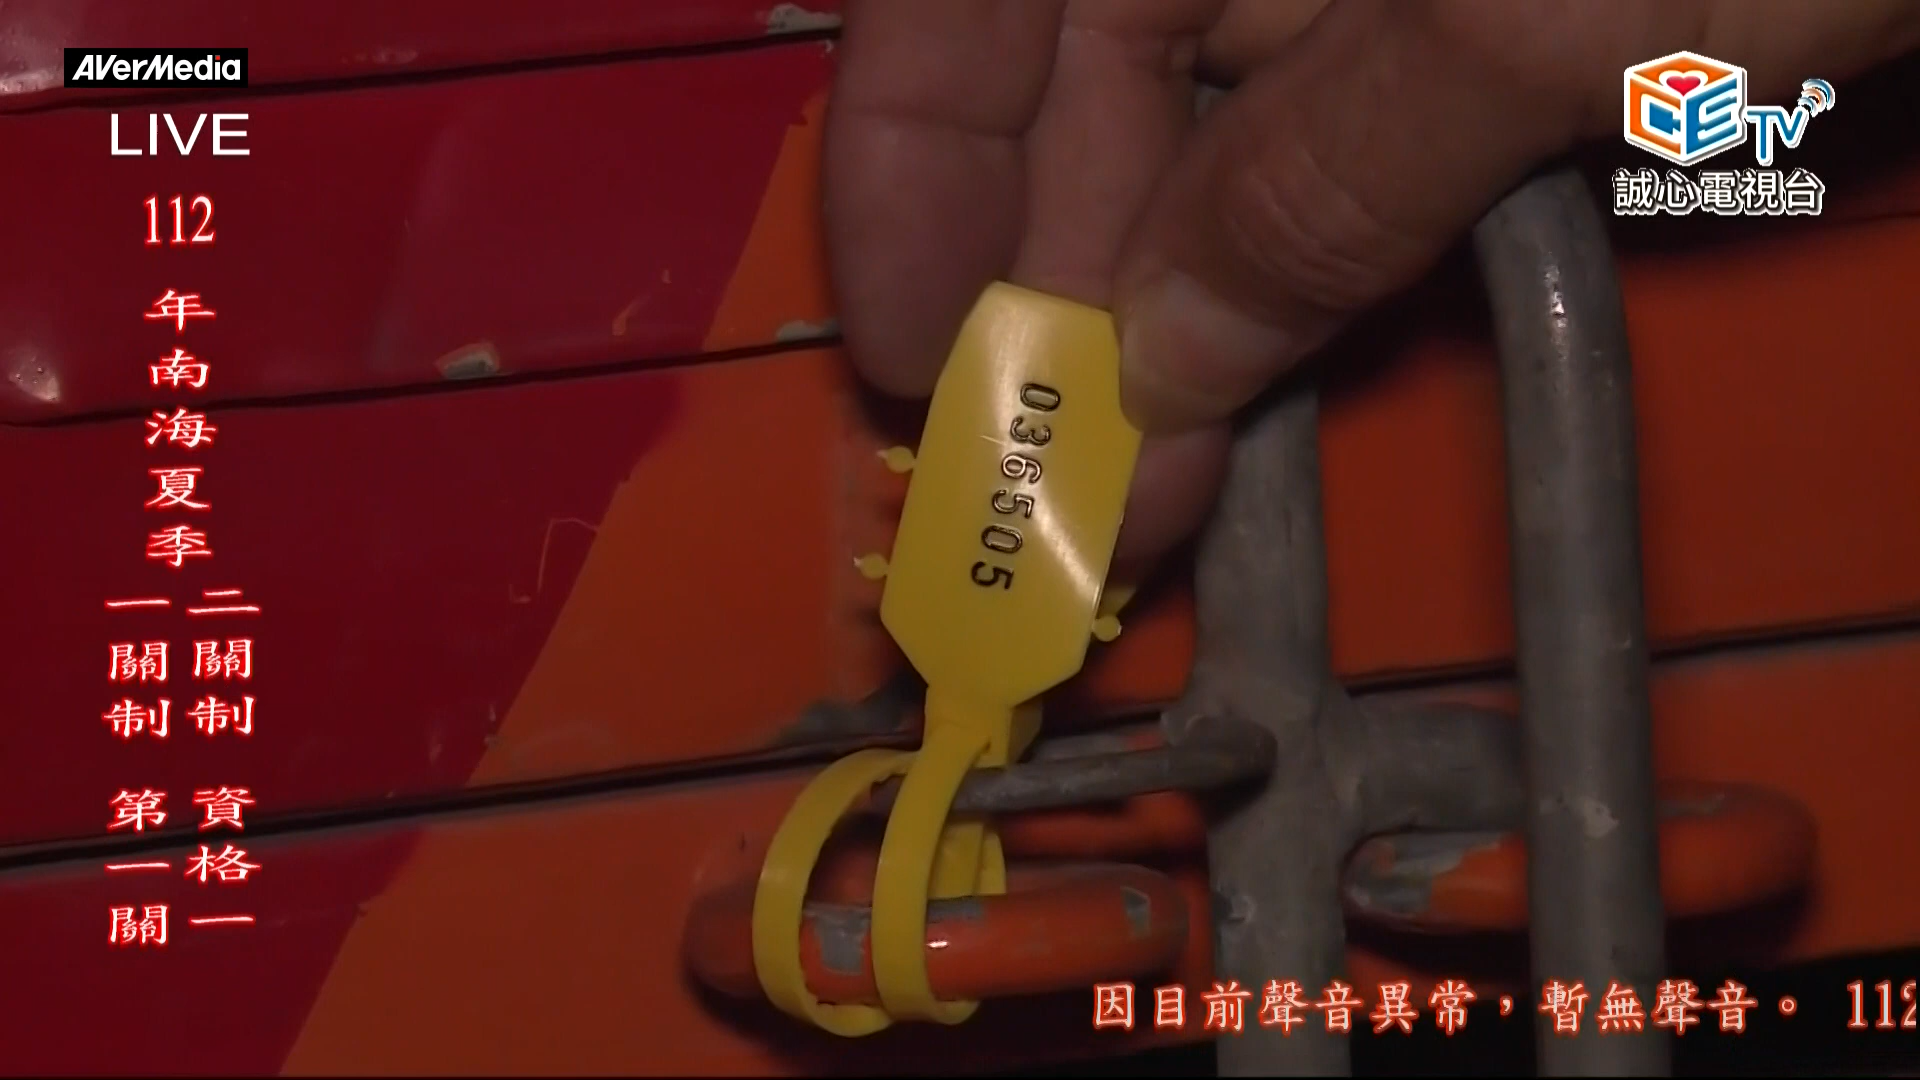 AVerMedia
LIVE
112
年南海夏季
一關制 第一關
二關制 資格一
CE TV
誠心電視台
036505
因目前聲音異常，暫無聲音。 112